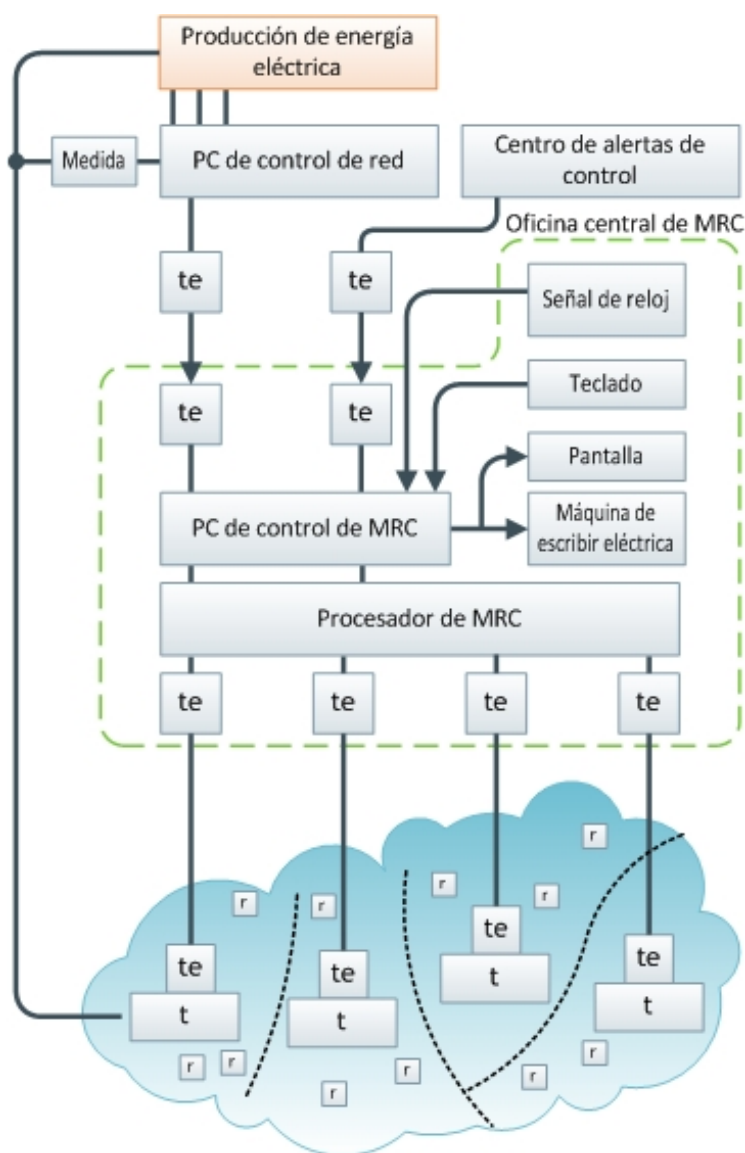 Producción de energía
eléctrica
Medida
PC de control de red
Centro de alertas de
control
Oficina central de MRC
te
te
Señal de reloj
te
te
Teclado
Pantalla
PC de control de MRC
Máquina de
escribir eléctrica
Procesador de MRC
te
te
te
te
r
r
r
r
r
te
te
te
te
t
t
t
t
r
r
r
r
r
r